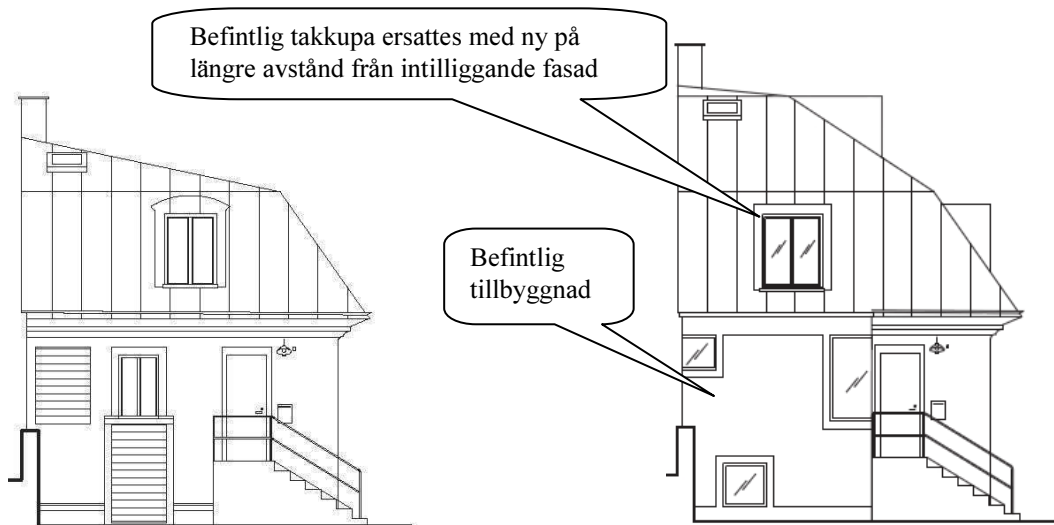 Befintlig takkupa ersattes med ny på
längre avstånd från intilliggande fasad
Befintlig
tillbyggnad